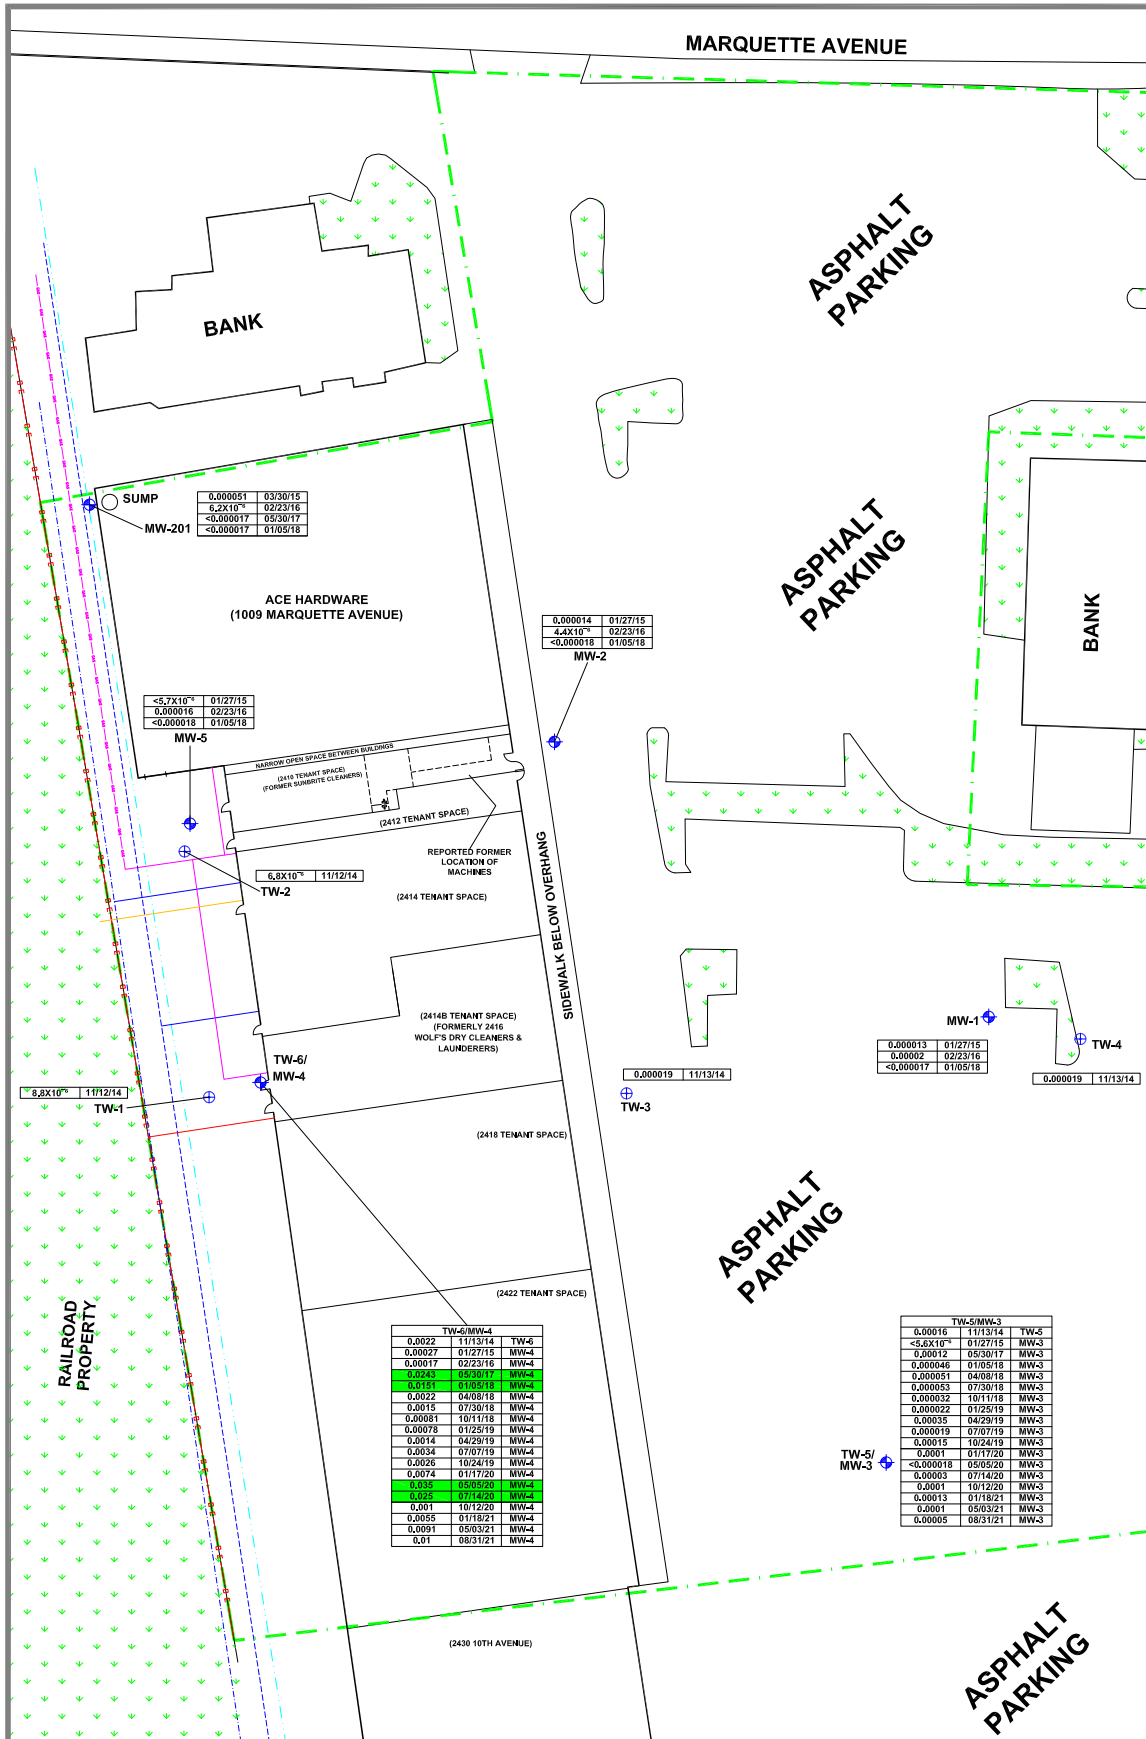 MARQUETTE AVENUE
ASPHALT
PARKING
BANK
SUMP
MW-201
0.000051 03/30/15
6.2X10⁻⁶ 02/23/16
<0.000017 05/30/17
<0.000017 01/05/18
ASPHALT
PARKING
BANK
ACE HARDWARE
(1009 MARQUETTE AVENUE)
0.000014 01/27/15
4.4X10⁻⁶ 02/23/16
<0.000018 01/05/18
MW-2
<5.7X10⁻⁶ 01/27/15
0.000016 02/23/16
<0.000018 01/05/18
MW-5
NARROW OPEN SPACE BETWEEN BUILDINGS
(2410 TENANT SPACE)
(FORMER SUNBRITE CLEANERS)
(2412 TENANT SPACE)
REPORTED FORMER
LOCATION OF
MACHINES
6.8X10⁻⁶ 11/12/14
TW-2
(2414 TENANT SPACE)
SIDEWALK BELOW OVERHANG
(2414B TENANT SPACE)
(FORMERLY 2416
WOLF'S DRY CLEANERS &
LAUNDERERS)
MW-1
0.000013 01/27/15
0.00002 02/23/16
<0.000017 01/05/18
TW-4
0.000019 11/13/14
TW-6/
MW-4
0.000019 11/13/14
TW-3
8.8X10⁻⁶ 11/12/14
TW-1
(2418 TENANT SPACE)
ASPHALT
PARKING
(2422 TENANT SPACE)
RAILROAD
PROPERTY
TW-6/MW-4
0.0022 11/13/14 TW-6
0.00027 01/27/15 MW-4
0.00017 02/23/16 MW-4
0.0243 05/30/17 MW-4
0.0151 01/05/18 MW-4
0.0022 04/08/18 MW-4
0.0015 07/30/18 MW-4
0.00081 10/11/18 MW-4
0.00078 01/25/19 MW-4
0.0014 04/29/19 MW-4
0.0034 07/07/19 MW-4
0.0026 10/24/19 MW-4
0.0074 01/17/20 MW-4
0.035 05/05/20 MW-4
0.025 07/14/20 MW-4
0.001 10/12/20 MW-4
0.0055 01/18/21 MW-4
0.0091 05/03/21 MW-4
0.01 08/31/21 MW-4
TW-5/MW-3
0.00016 11/13/14 TW-5
<5.6X10⁻⁶ 01/27/15 MW-3
0.00012 05/30/17 MW-3
0.000046 01/05/18 MW-3
0.000051 04/08/18 MW-3
0.000053 07/30/18 MW-3
0.000032 10/11/18 MW-3
0.000022 01/25/19 MW-3
0.00035 04/29/19 MW-3
0.000019 07/07/19 MW-3
0.00015 10/24/19 MW-3
0.0001 01/17/20 MW-3
<0.000018 05/05/20 MW-3
0.00003 07/14/20 MW-3
0.0001 10/12/20 MW-3
0.00013 01/18/21 MW-3
0.0001 05/03/21 MW-3
0.00005 08/31/21 MW-3
TW-5/
MW-3
(2430 10TH AVENUE)
ASPHALT
PARKING